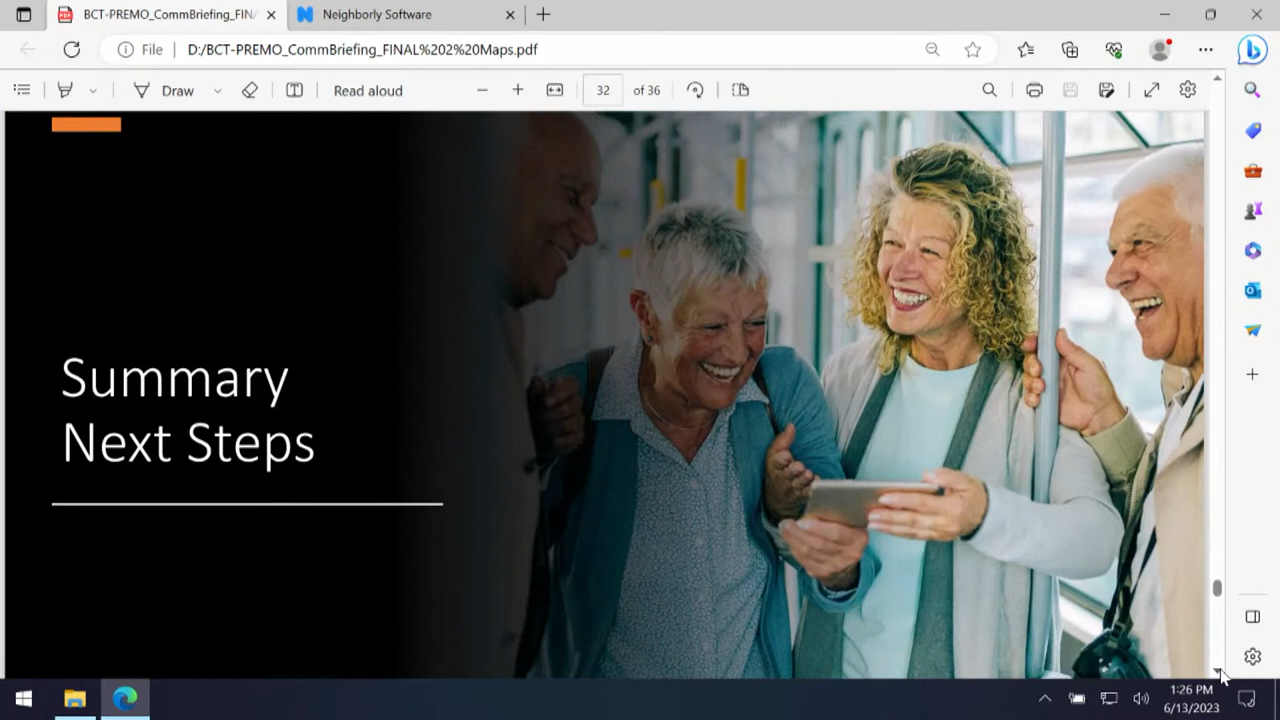 BCT-PREMO_CommBriefing_FIN
Neighborly Software
File
D:/BCT-PREMO_CommBriefing_FINAL%202%20Maps.pdf
Draw
Read aloud
32
of 36
Summary
Next Steps
1:26 PM
6/13/2023